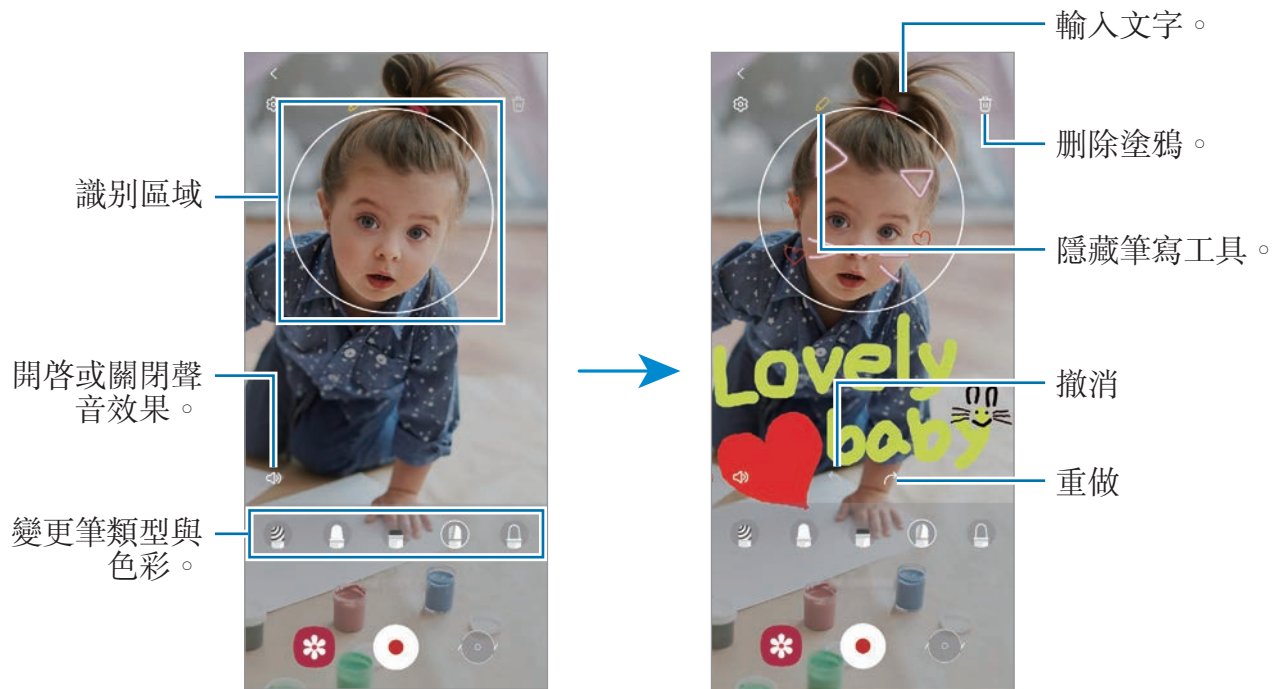 輸入文字。
刪除塗鴉。
識別區域
隱藏筆寫工具。
開啓或關閉聲
音效果。
Lovely
baby
撤消
重做
變更筆類型與
色彩。